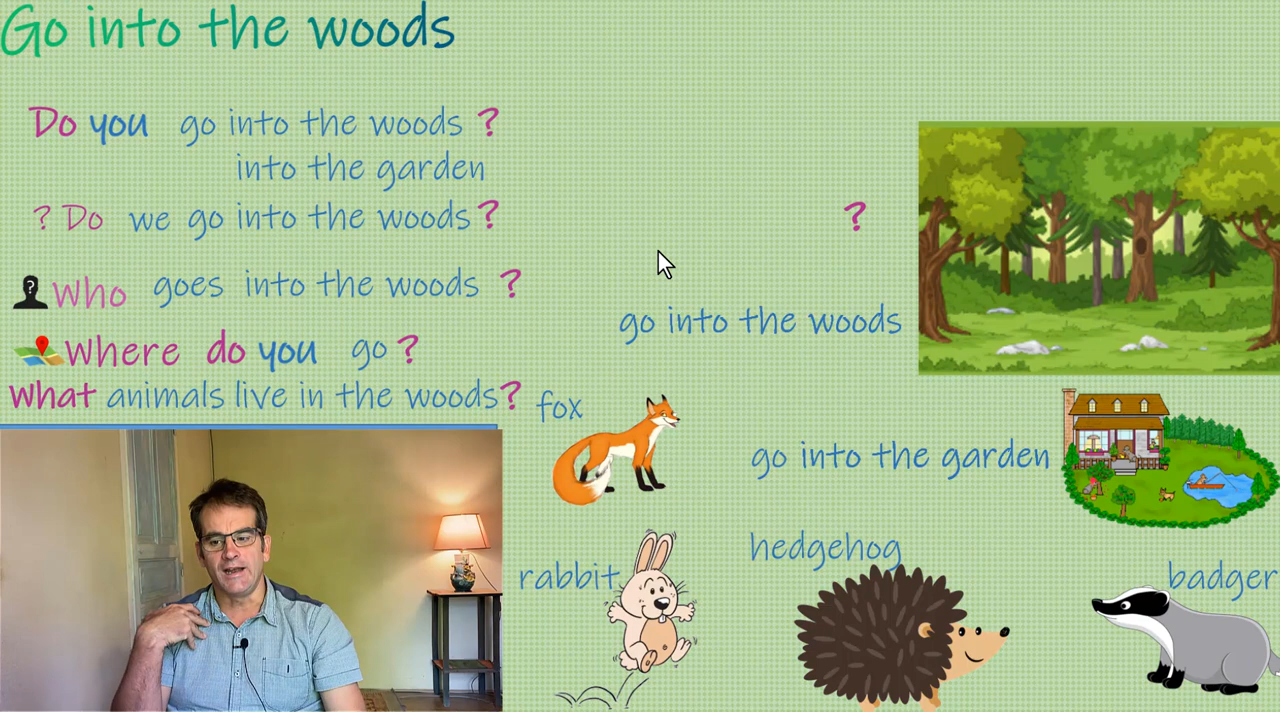 Go into the woods
Do you go into the woods ?
into the garden
? Do we go into the woods ?
?
? Who goes into the woods ?
go into the woods
Where do you go ?
What animals live in the woods ?
fox
go into the garden
hedgehog
rabbit
badger